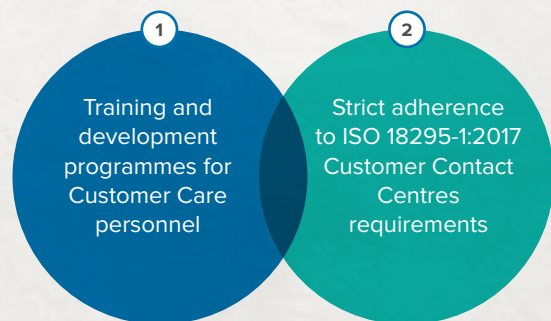 1
Training and
development
programmes for
Customer Care
personnel
2
Strict adherence
to ISO 18295-1:2017
Customer Contact
Centres
requirements